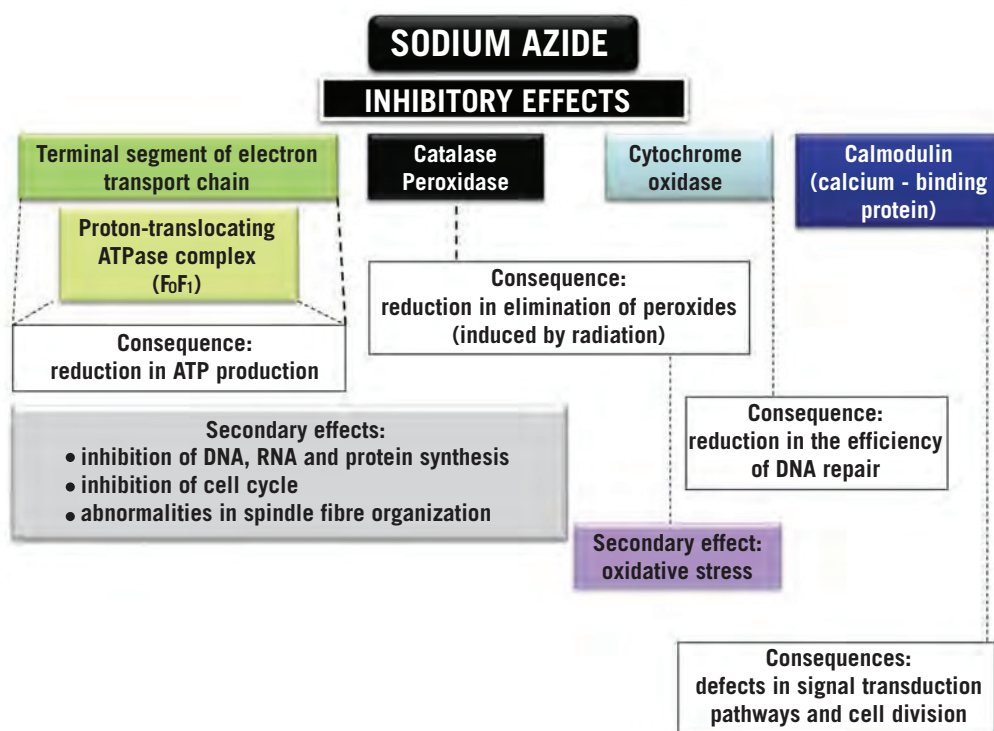 SODIUM AZIDE
INHIBITORY EFFECTS
Terminal segment of electron
transport chain
Proton-translocating
ATPase complex
(F0F1)
Consequence:
reduction in ATP production
Secondary effects:
• inhibition of DNA, RNA and protein synthesis
• inhibition of cell cycle
• abnormalities in spindle fibre organization
Catalase
Peroxidase
Consequence:
reduction in elimination of peroxides
(induced by radiation)
Secondary effect:
oxidative stress
Cytochrome
oxidase
Consequence:
reduction in the efficiency
of DNA repair
Calmodulin
(calcium - binding
protein)
Consequences:
defects in signal transduction
pathways and cell division